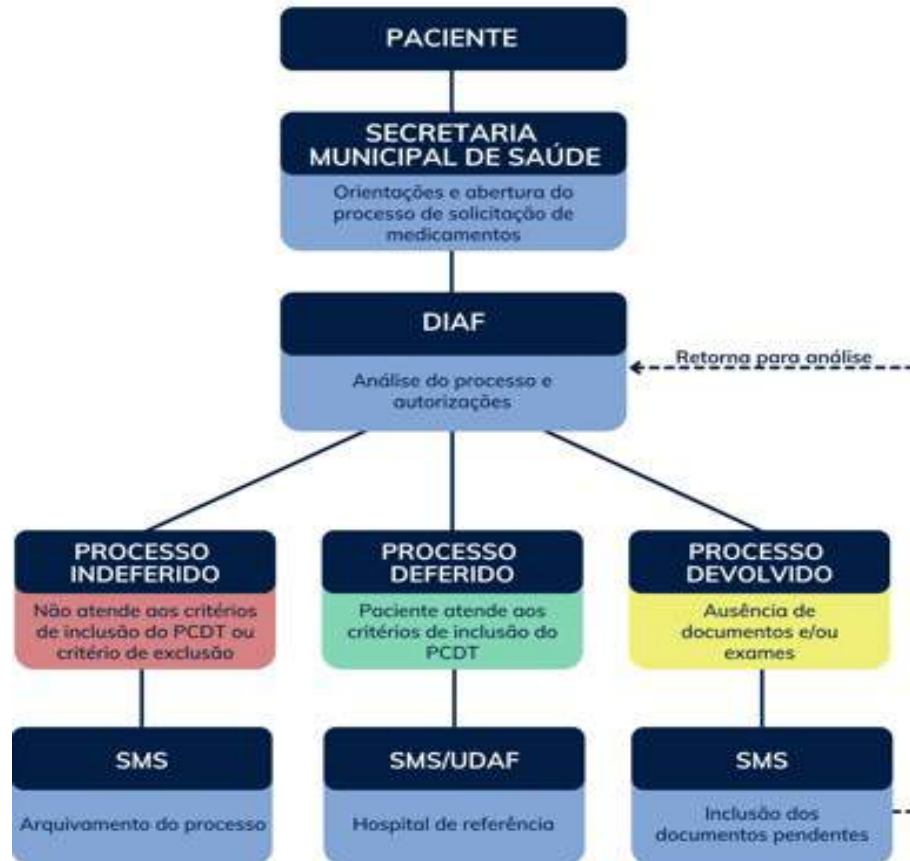 PACIENTE
SECRETARIA
MUNICIPAL DE SAÚDE
Orientações e abertura do
processo de solicitação de
medicamentos
DIAF
Análise do processo e
autorizações
Retorna para análise
PROCESSO
INDEFERIDO
Não atende aos critérios
de inclusão do PCDT ou
critério de exclusão
PROCESSO
DEFERIDO
Paciente atende aos
critérios de inclusão do
PCDT
PROCESSO
DEVOLVIDO
Ausência de
documentos e/ou
exames
SMS
Arquivamento do processo
SMS/UDAF
Hospital de referência
SMS
Inclusão dos
documentos pendentes